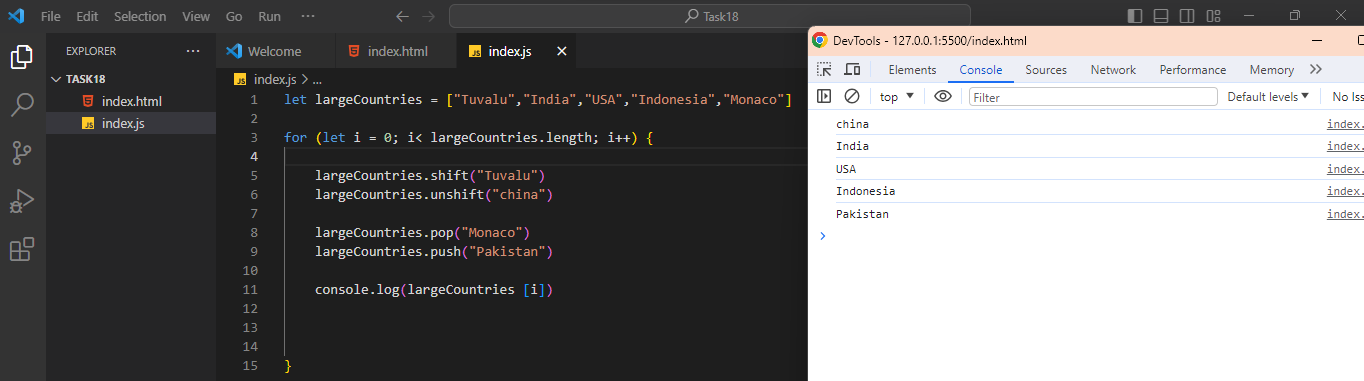 File Edit Selection View Go Run ··· Task18
EXPLORER ···
TASK18
index.html
index.js
Welcome index.html index.js
index.js > ...
1 let largeCountries = ["Tuvalu","India","USA","Indonesia","Monaco"]
2
3 for (let i = 0; i< largeCountries.length; i++) {
4
5 largeCountries.shift("Tuvalu")
6 largeCountries.unshift("china")
7
8 largeCountries.pop("Monaco")
9 largeCountries.push("Pakistan")
10
11 console.log(largeCountries [i])
12
13
14
15 }
DevTools - 127.0.0.1:5500/index.html
Elements Console Sources Network Performance Memory
top Filter Default levels No Iss
china index.
India index.
USA index.
Indonesia index.
Pakistan index.